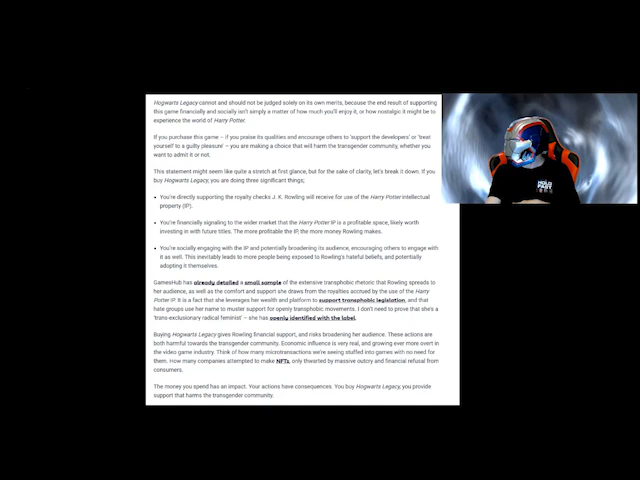 Hogwarts Legacy cannot and should not be judged solely on its own merits, because the end result of supporting
this game financially and socially isn't simply a matter of how much you'll enjoy it, or how nostalgic it might be to
experience the world of Harry Potter.
If you purchase this game – if you praise its qualities and encourage others to 'support the developers' or 'treat
yourself to a guilty pleasure' – you are making a choice that will harm the transgender community, whether you
want to admit it or not.
This statement might seem like quite a stretch at first glance, but for the sake of clarity, let's break it down. If you
buy Hogwarts Legacy, you are doing three significant things;
• You're directly supporting the royalty checks J. K. Rowling will receive for use of the Harry Potter intellectual
property (IP).
• You're financially signaling to the wider market that the Harry Potter IP is a profitable space, likely worth
investing in with future titles. The more profitable the IP, the more money Rowling makes.
• You're socially engaging with the IP and potentially broadening its audience, encouraging others to engage with
it as well. This inevitably leads to more people being exposed to Rowling's hateful beliefs, and potentially
adopting it themselves.
GamesHub has already detailed a small sample of the extensive transphobic rhetoric that Rowling spreads to
her audience, as well as the comfort and support she draws from the royalties accrued by the use of the Harry
Potter IP. It is a fact that she leverages her wealth and platform to support transphobic legislation, and that
hate groups use her name to muster support for openly transphobic movements. I don't need to prove that she's a
'trans-exclusionary radical feminist' – she has openly identified with the label.
Buying Hogwarts Legacy gives Rowling financial support, and risks broadening her audience. These actions are
both harmful towards the transgender community. Economic influence is very real, and growing ever more overt in
the video game industry. Think of how many microtransactions we're seeing stuffed into games with no need for
them. How many companies attempted to make NFTs, only thwarted by massive outcry and financial refusal from
consumers.
The money you spend has an impact. Your actions have consequences. You buy Hogwarts Legacy, you provide
support that harms the transgender community.
HOLD
FAST